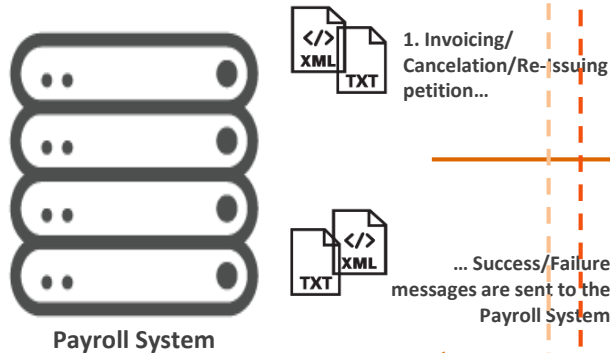 </>
XML
TXT
1. Invoicing/
Cancelation/Re-Issuing
petition...
</>
XML
TXT
... Success/Failure
messages are sent to the
Payroll System
Payroll System